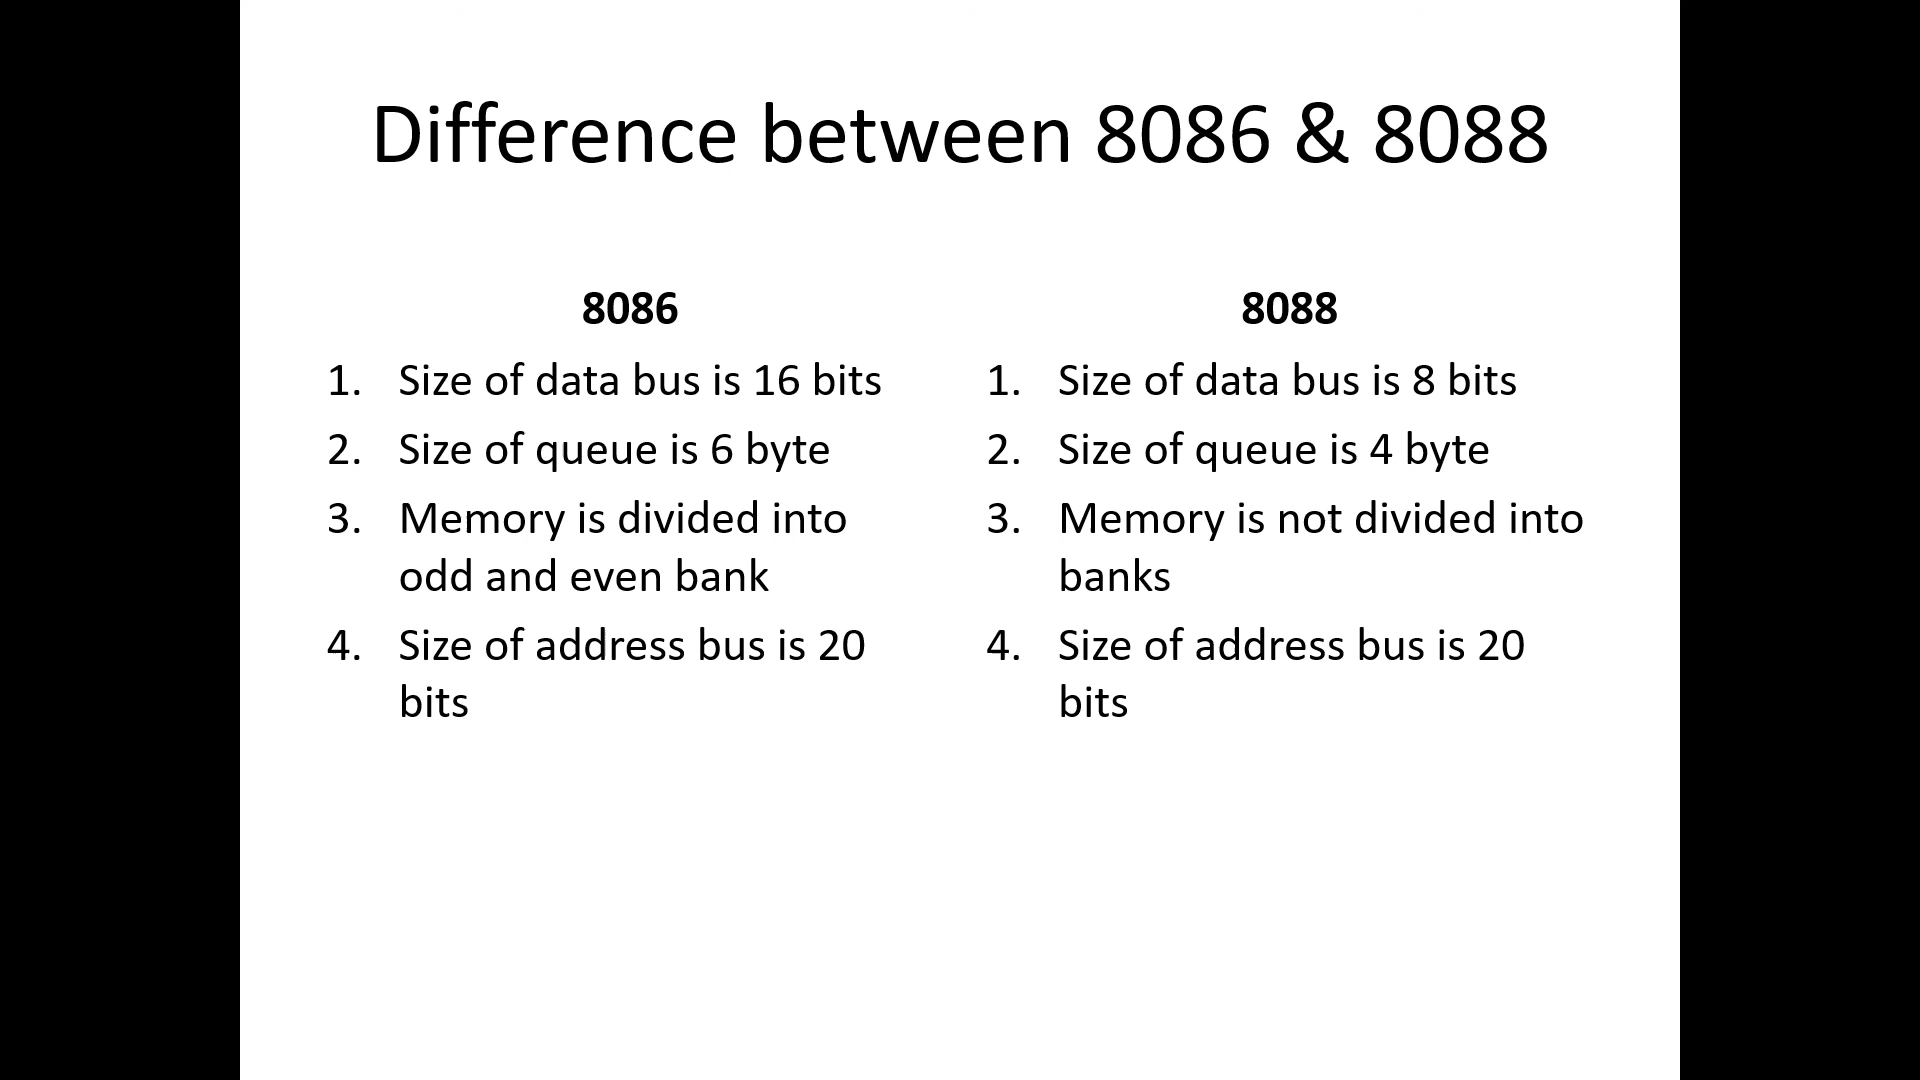 Difference between 8086 & 8088
8086
1. Size of data bus is 16 bits
2. Size of queue is 6 byte
3. Memory is divided into
odd and even bank
4. Size of address bus is 20
bits
8088
1. Size of data bus is 8 bits
2. Size of queue is 4 byte
3. Memory is not divided into
banks
4. Size of address bus is 20
bits